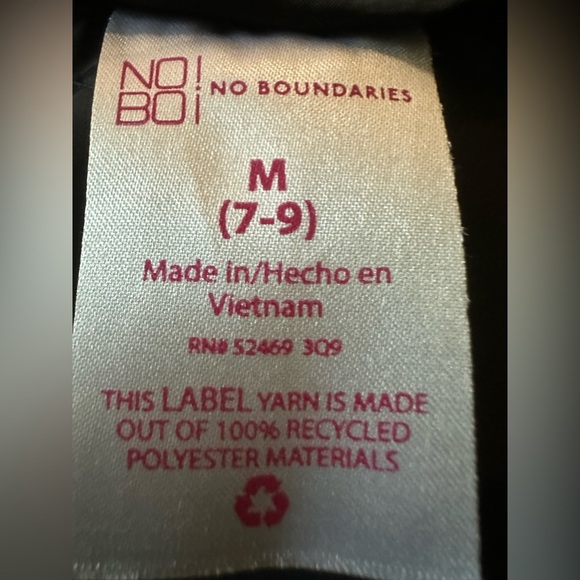 NO! BO¡ NO BOUNDARIES
M
(7-9)
Made in/Hecho en
Vietnam
RN# 52469 3Q9
THIS LABEL YARN IS MADE
OUT OF 100% RECYCLED
POLYESTER MATERIALS